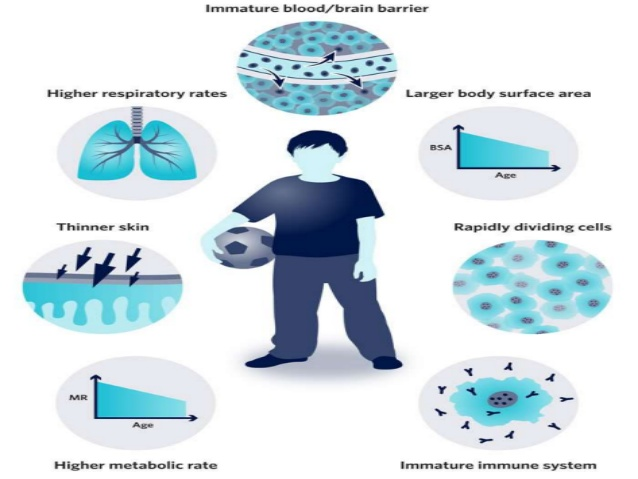 Immature blood/brain barrier
Higher respiratory rates
Larger body surface area
BSA
Age
Thinner skin
Rapidly dividing cells
MR
Age
Higher metabolic rate
Immature immune system